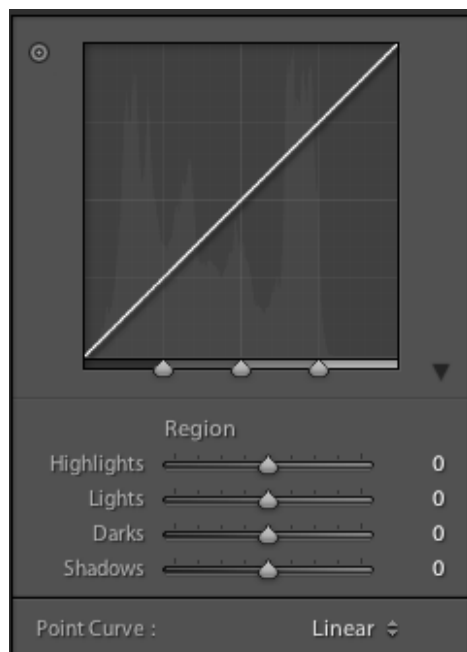 Region
Highlights 0
Lights 0
Darks 0
Shadows 0
Point Curve : Linear